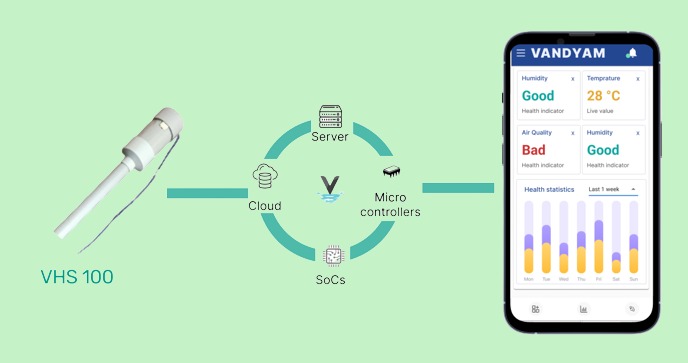 VHS 100
Server
Cloud
Micro
controllers
SoCs
V
VANDYAM
Humidity x
Good
Health indicator
Temprature x
28 °C
Live value
Air Quality x
Bad
Health indicator
Humidity x
Good
Health indicator
Health statistics
Last 1 week
Mon Tue Wed Thu Fri Sat Sun